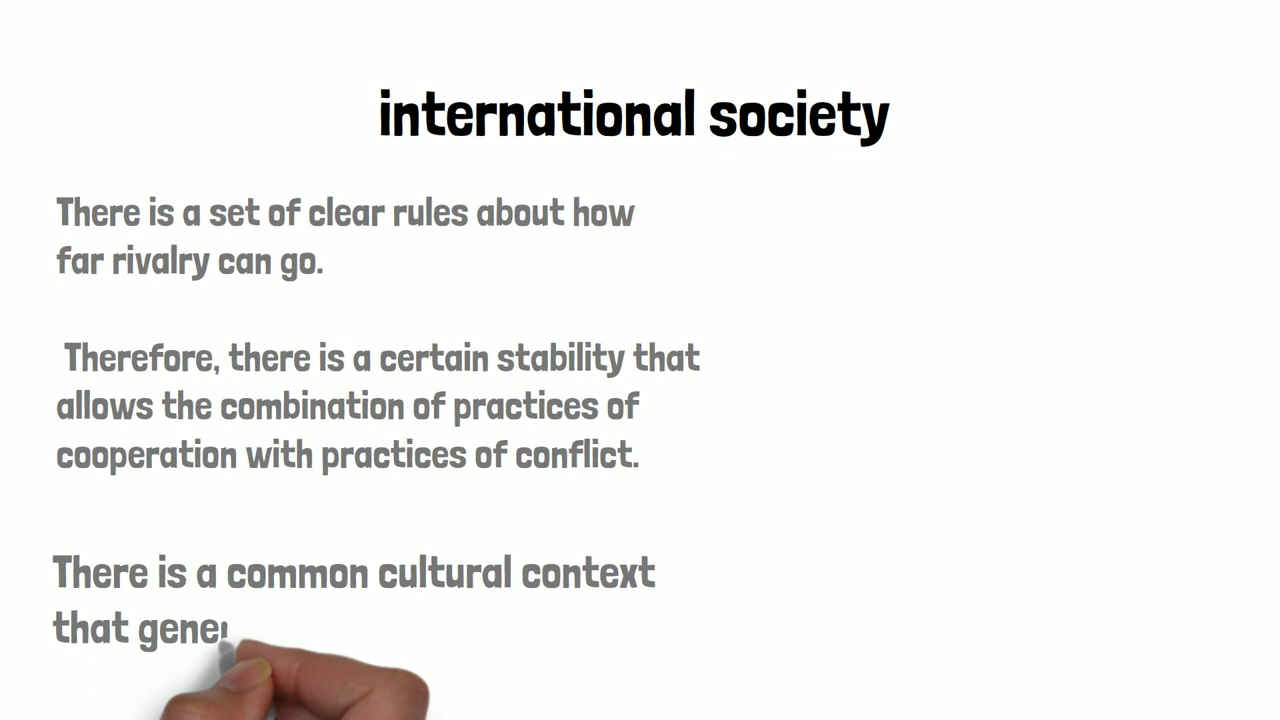 international society
There is a set of clear rules about how
far rivalry can go.
Therefore, there is a certain stability that
allows the combination of practices of
cooperation with practices of conflict.
There is a common cultural context
that gene